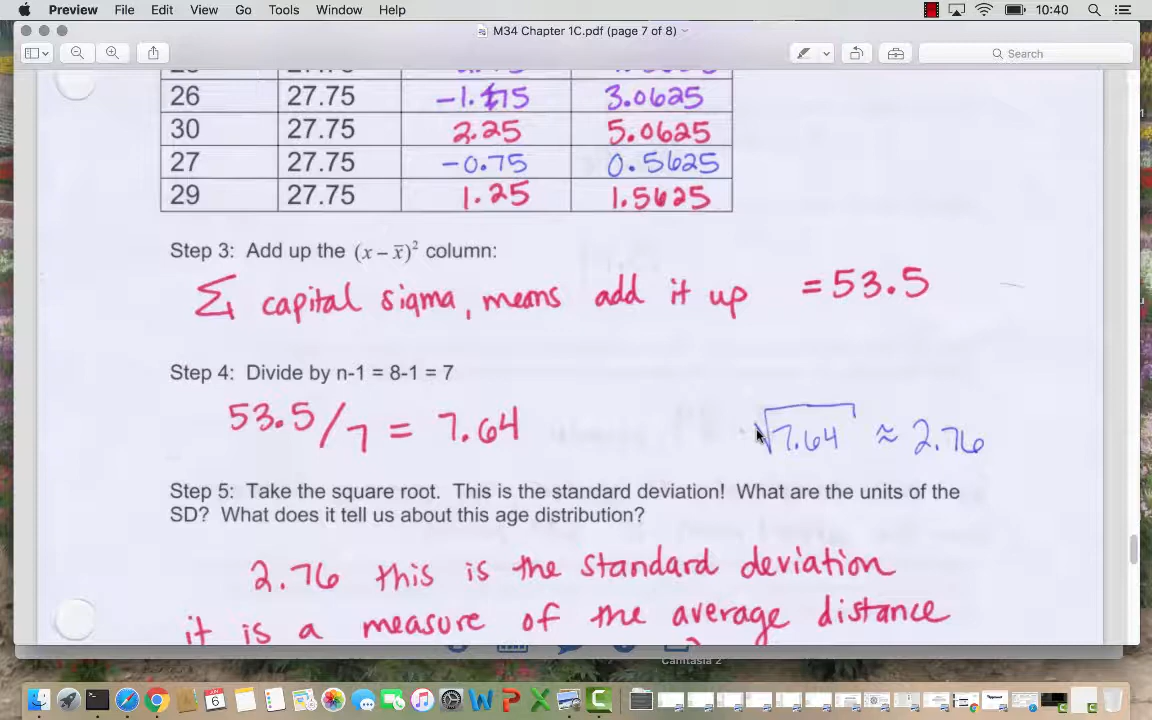 Preview File Edit View Go Tools Window Help 10:40
M34 Chapter 1C.pdf (page 7 of 8)
Search
26 27.75 -1.75 3.0625
30 27.75 2.25 5.0625
27 27.75 -0.75 0.5625
29 27.75 1.25 1.5625
Step 3: Add up the (x – x̄)² column:
Σ capital sigma, means add it up = 53.5
Step 4: Divide by n-1 = 8-1 = 7
53.5/7 = 7.64 √7.64 ≈ 2.76
Step 5: Take the square root. This is the standard deviation! What are the units of the
SD? What does it tell us about this age distribution?
2.76 this is the standard deviation
it is a measure of the average distance
Camtasia 2
6